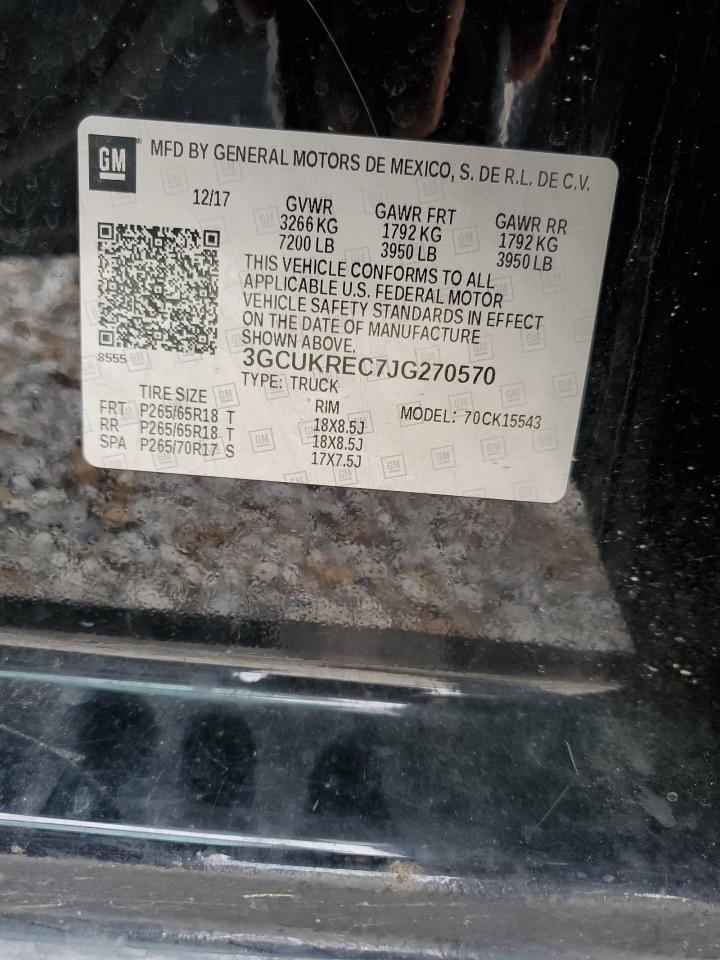 GM
MFD BY GENERAL MOTORS DE MEXICO, S. DE R.L. DE C.V.
12/17 GVWR GAWR FRT GAWR RR
3266 KG 1792 KG 1792 KG
7200 LB 3950 LB 3950 LB
THIS VEHICLE CONFORMS TO ALL
APPLICABLE U.S. FEDERAL MOTOR
VEHICLE SAFETY STANDARDS IN EFFECT
ON THE DATE OF MANUFACTURE
SHOWN ABOVE.
8555
3GCUKREC7JG270570
TYPE: TRUCK
TIRE SIZE RIM MODEL: 70CK15543
FRT P265/65R18 T 18X8.5J
RR P265/65R18 T 18X8.5J
SPA P265/70R17 S 17X7.5J